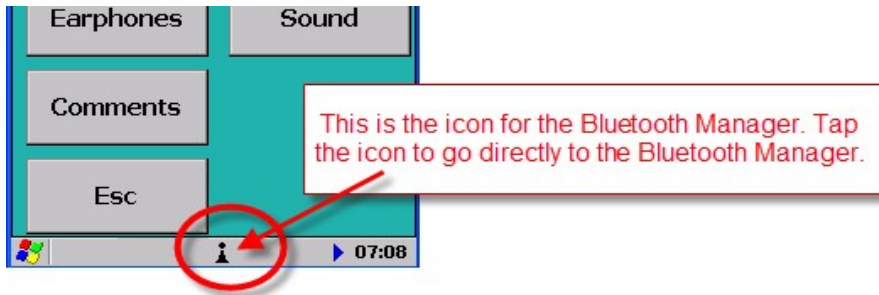 Earphones
Sound
Comments
This is the icon for the Bluetooth Manager. Tap
the icon to go directly to the Bluetooth Manager.
Esc
07:08